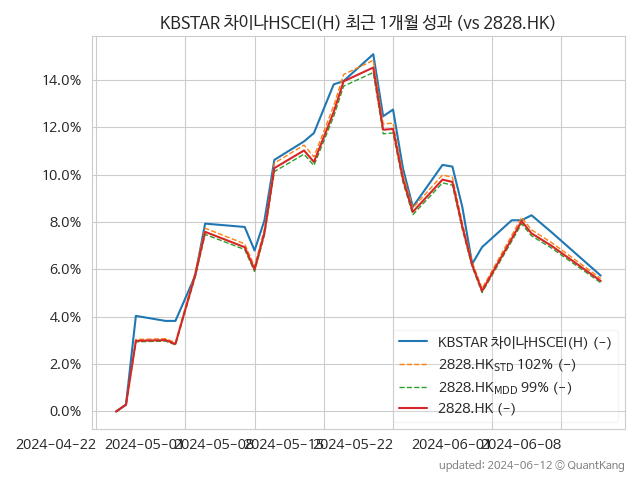 KBSTAR 차이나HSCEI(H) 최근 1개월 성과 (vs 2828.HK)
14.0%
12.0%
10.0%
8.0%
6.0%
4.0%
2.0%
0.0%
KBSTAR 차이나HSCEI(H) (-)
2828.HK_STD 102% (-)
2828.HK_MDD 99% (-)
2828.HK (-)
2024-04-22 2024-05-01 2024-05-08 2024-05-15 2024-05-22 2024-06-01 2024-06-08
updated: 2024-06-12 © QuantKang